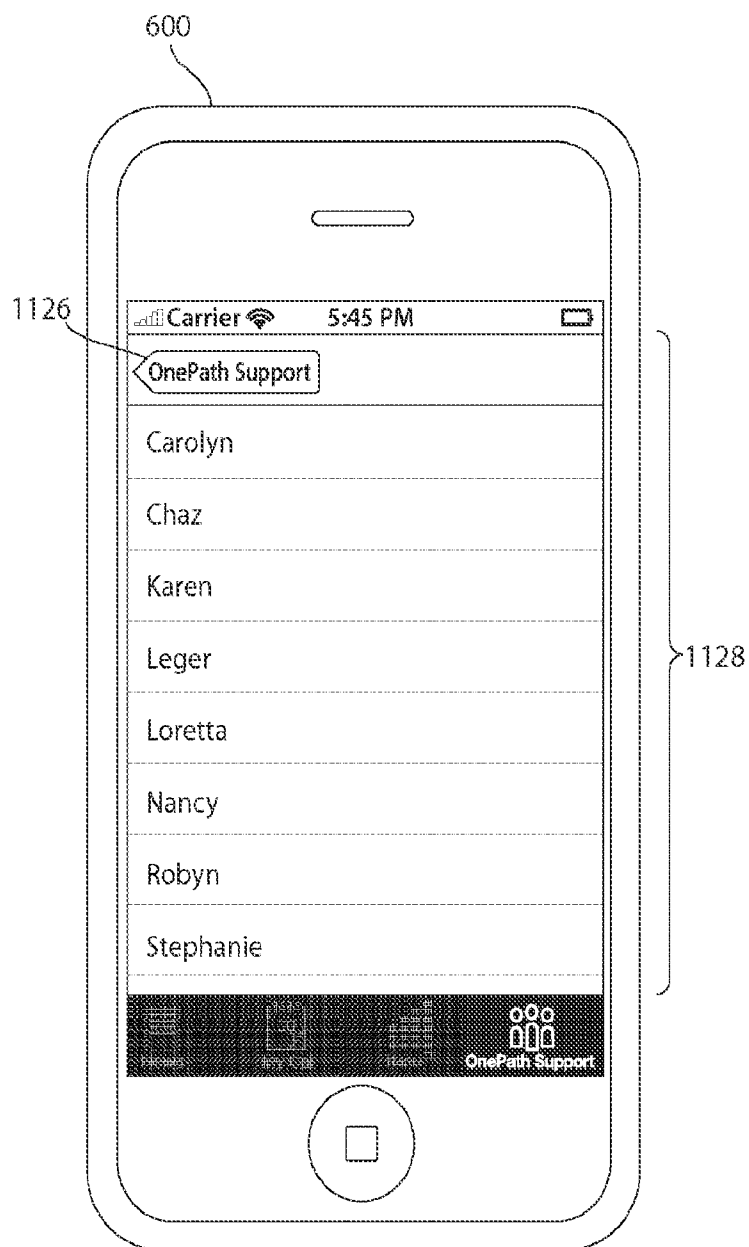 600
1126
Carrier 5:45 PM
OnePath Support
Carolyn
Chaz
Karen
Leger
1128
Loretta
Nancy
Robyn
Stephanie
OnePath Support